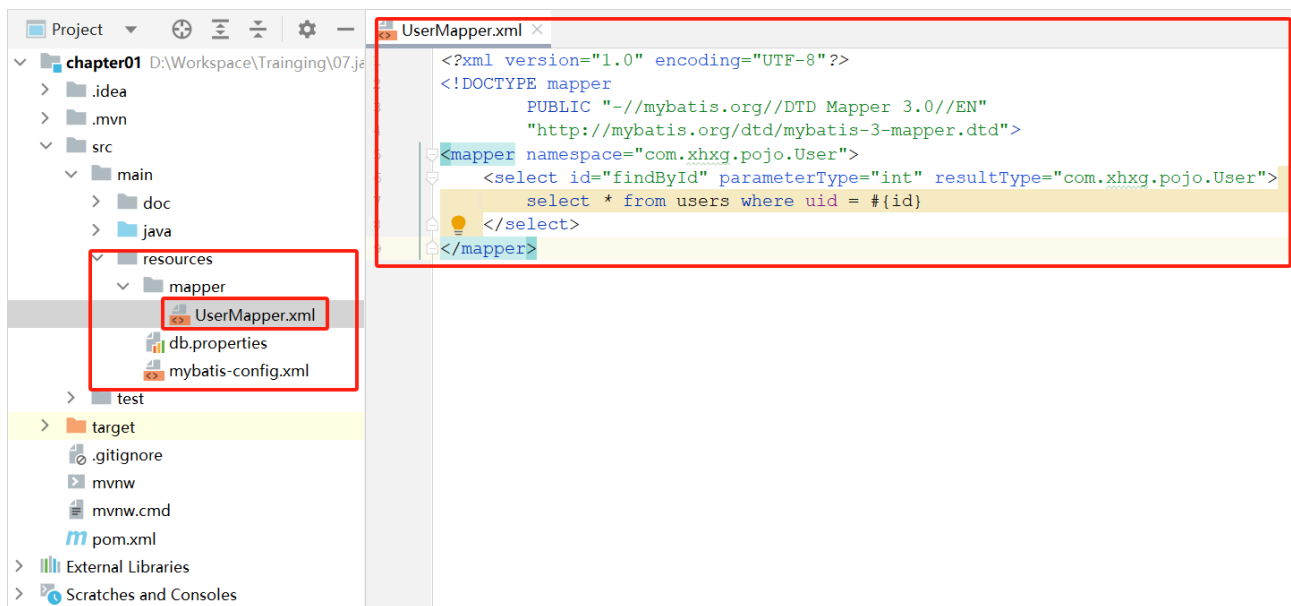 Project
chapter01 D:\Workspace\Trainging\07.ja
.idea
.mvn
src
main
doc
java
resources
mapper
UserMapper.xml
db.properties
mybatis-config.xml
test
target
.gitignore
mvnw
mvnw.cmd
pom.xml
External Libraries
Scratches and Consoles
UserMapper.xml
<?xml version="1.0" encoding="UTF-8"?>
<!DOCTYPE mapper
PUBLIC "-//mybatis.org//DTD Mapper 3.0//EN"
"http://mybatis.org/dtd/mybatis-3-mapper.dtd">
<mapper namespace="com.xhxg.pojo.User">
<select id="findById" parameterType="int" resultType="com.xhxg.pojo.User">
select * from users where uid = #{id}
</select>
</mapper>